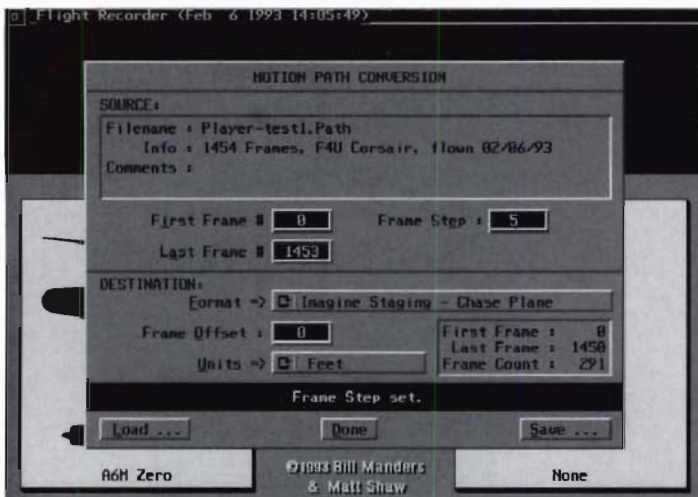 Flight Recorder (Feb 6 1993 14:05:49)
MOTION PATH CONVERSION
SOURCE:
Filename : Player-test1.Path
Info : 1454 Frames, F4U Corsair, flown 02/06/93
Comments :
First Frame # 0 Frame Step : 5
Last Frame # 1453
DESTINATION:
Format => Imagine Staging - Chase Plane
Frame Offset : 0
Units => Feet
First Frame : 0
Last Frame : 1450
Frame Count : 291
Frame Step set.
Load ... Done Save ...
A6M Zero
©1993 Bill Manders
& Matt Shaw
None